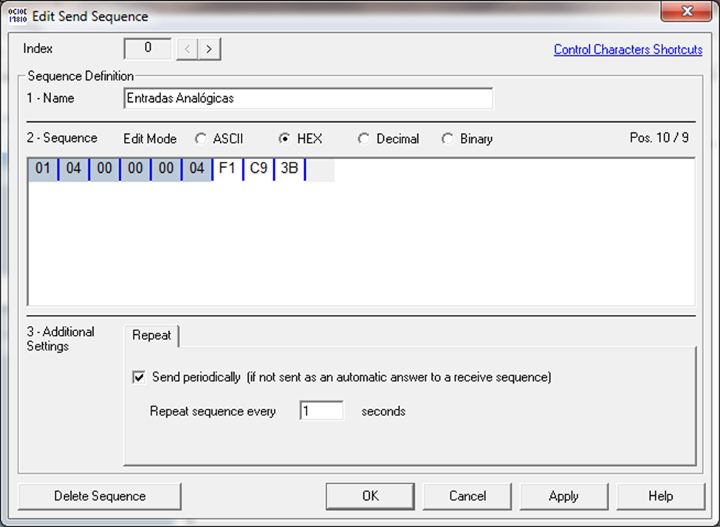 Edit Send Sequence
Index 0 < >
Control Characters Shortcuts
Sequence Definition
1 - Name Entradas Analógicas
2 - Sequence Edit Mode ASCII HEX Decimal Binary Pos. 10 / 9
01 04 00 00 00 04 F1 C9 3B
3 - Additional Settings
Repeat
Send periodically (if not sent as an automatic answer to a receive sequence)
Repeat sequence every 1 seconds
Delete Sequence OK Cancel Apply Help